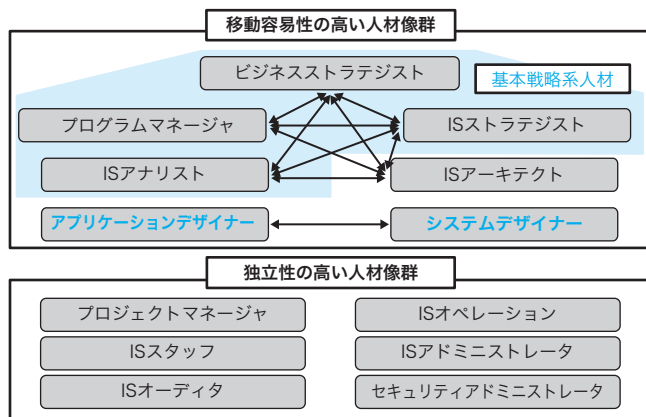 移動容易性の高い人材像群
ビジネスストラテジスト
基本戦略系人材
プログラムマネージャ
ISストラテジスト
ISアナリスト
ISアーキテクト
アプリケーションデザイナー
システムデザイナー
独立性の高い人材像群
プロジェクトマネージャ
ISオペレーション
ISスタッフ
ISアドミニストレータ
ISオーディタ
セキュリティアドミニストレータ